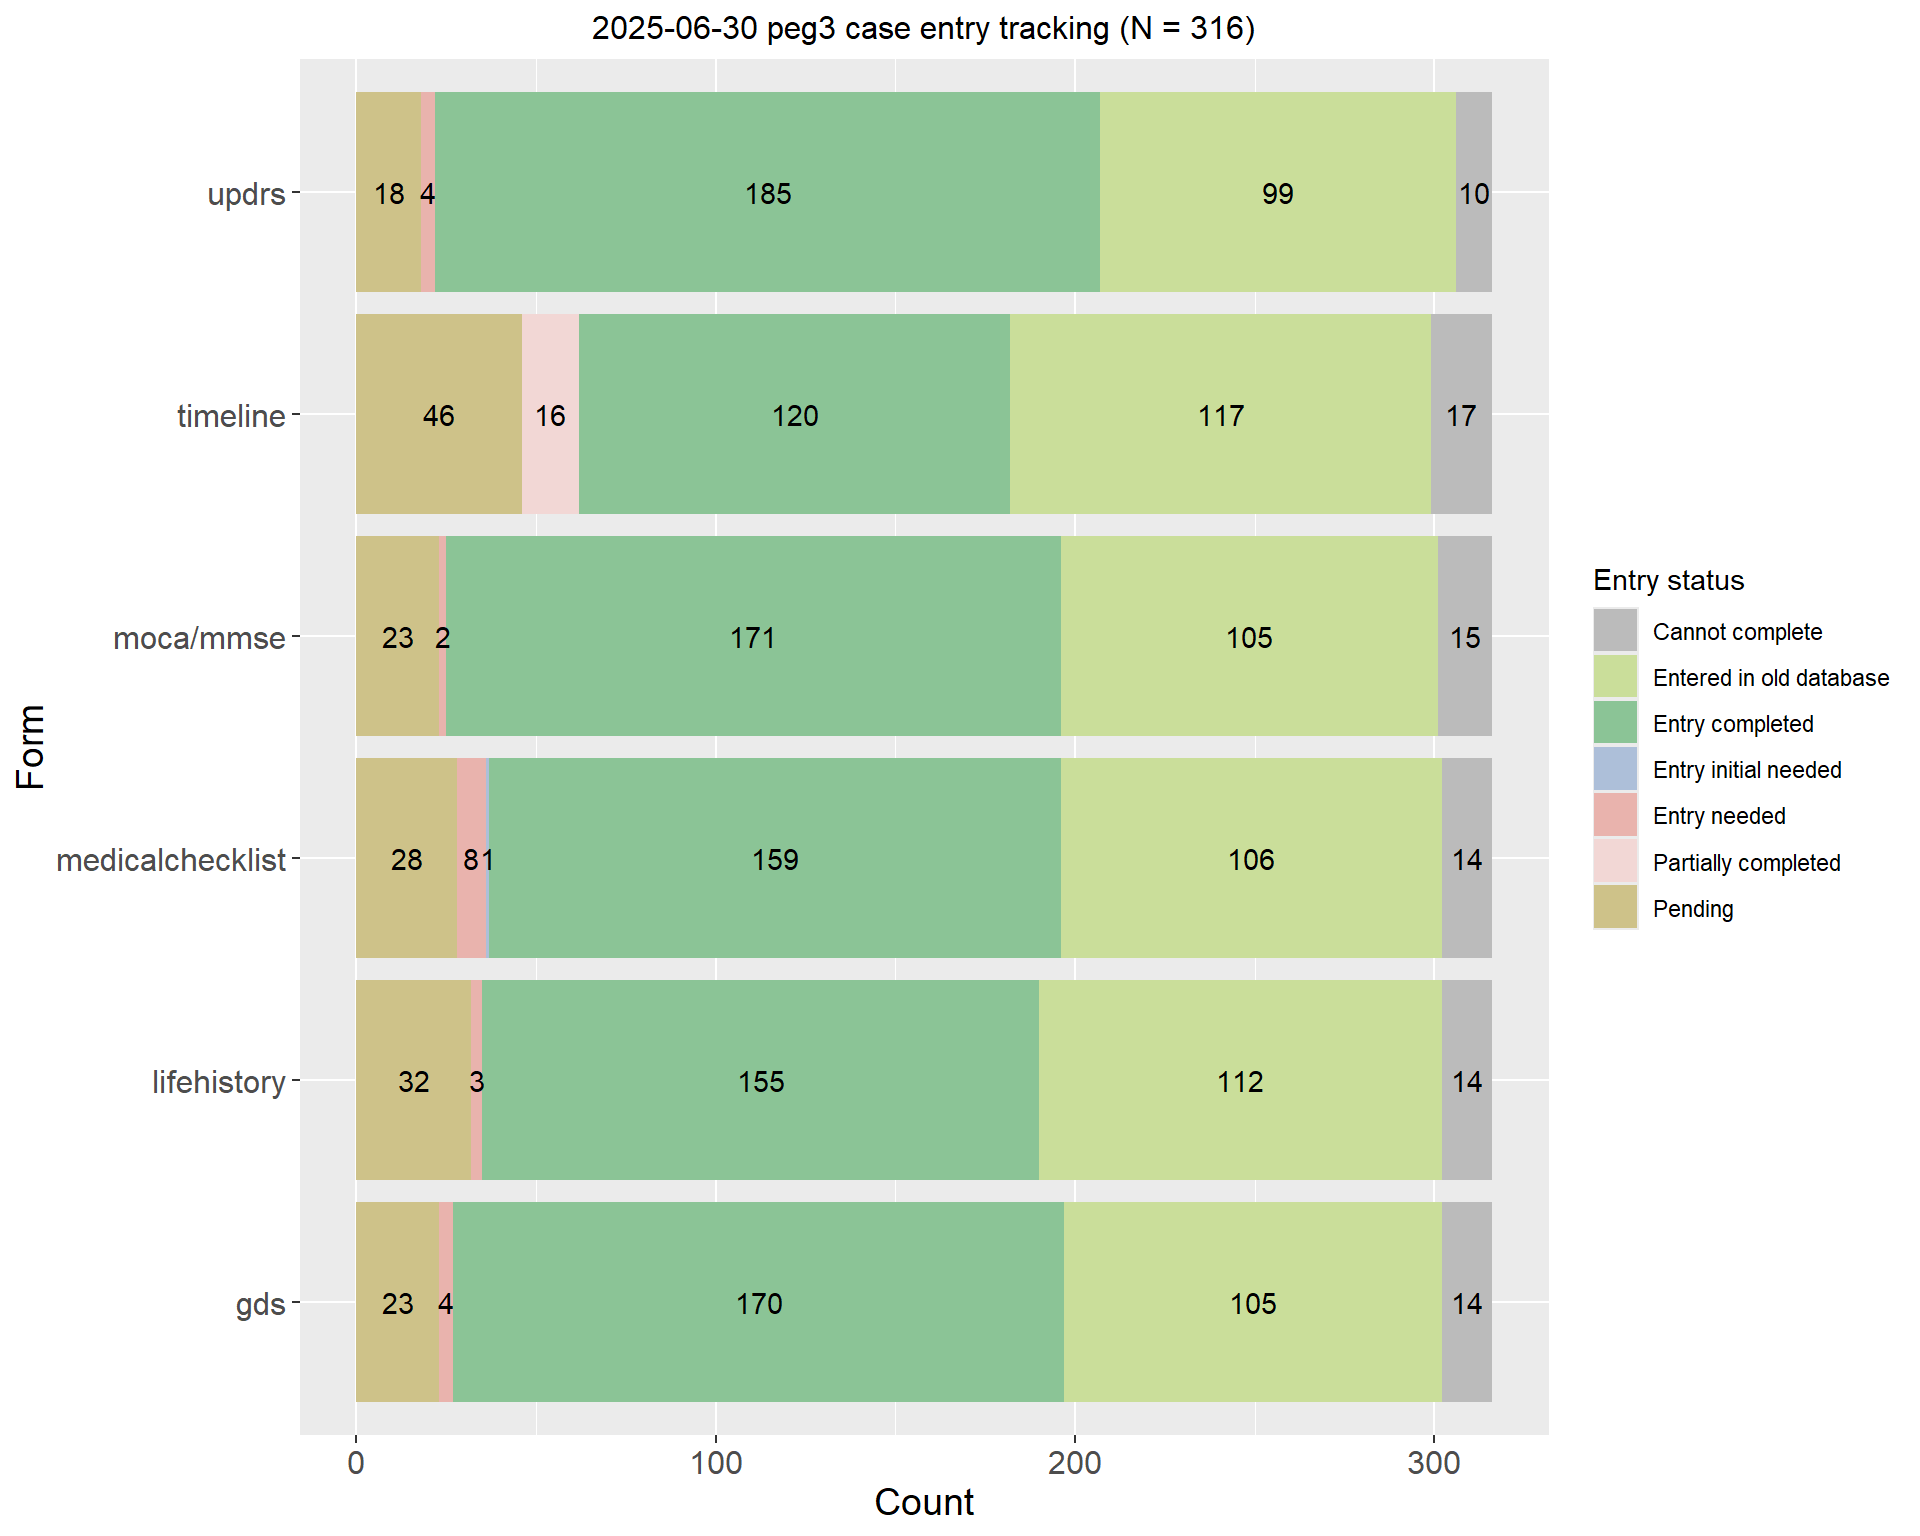 2025-06-30 peg3 case entry tracking (N = 316)
updrs
18 4 185 99 10
timeline
46 16 120 117 17
moca/mmse
23 2 171 105 15
medicalchecklist
28 8 1 159 106 14
lifehistory
32 3 155 112 14
gds
23 4 170 105 14
Form
0 100 200 300
Count
Entry status
Cannot complete
Entered in old database
Entry completed
Entry initial needed
Entry needed
Partially completed
Pending